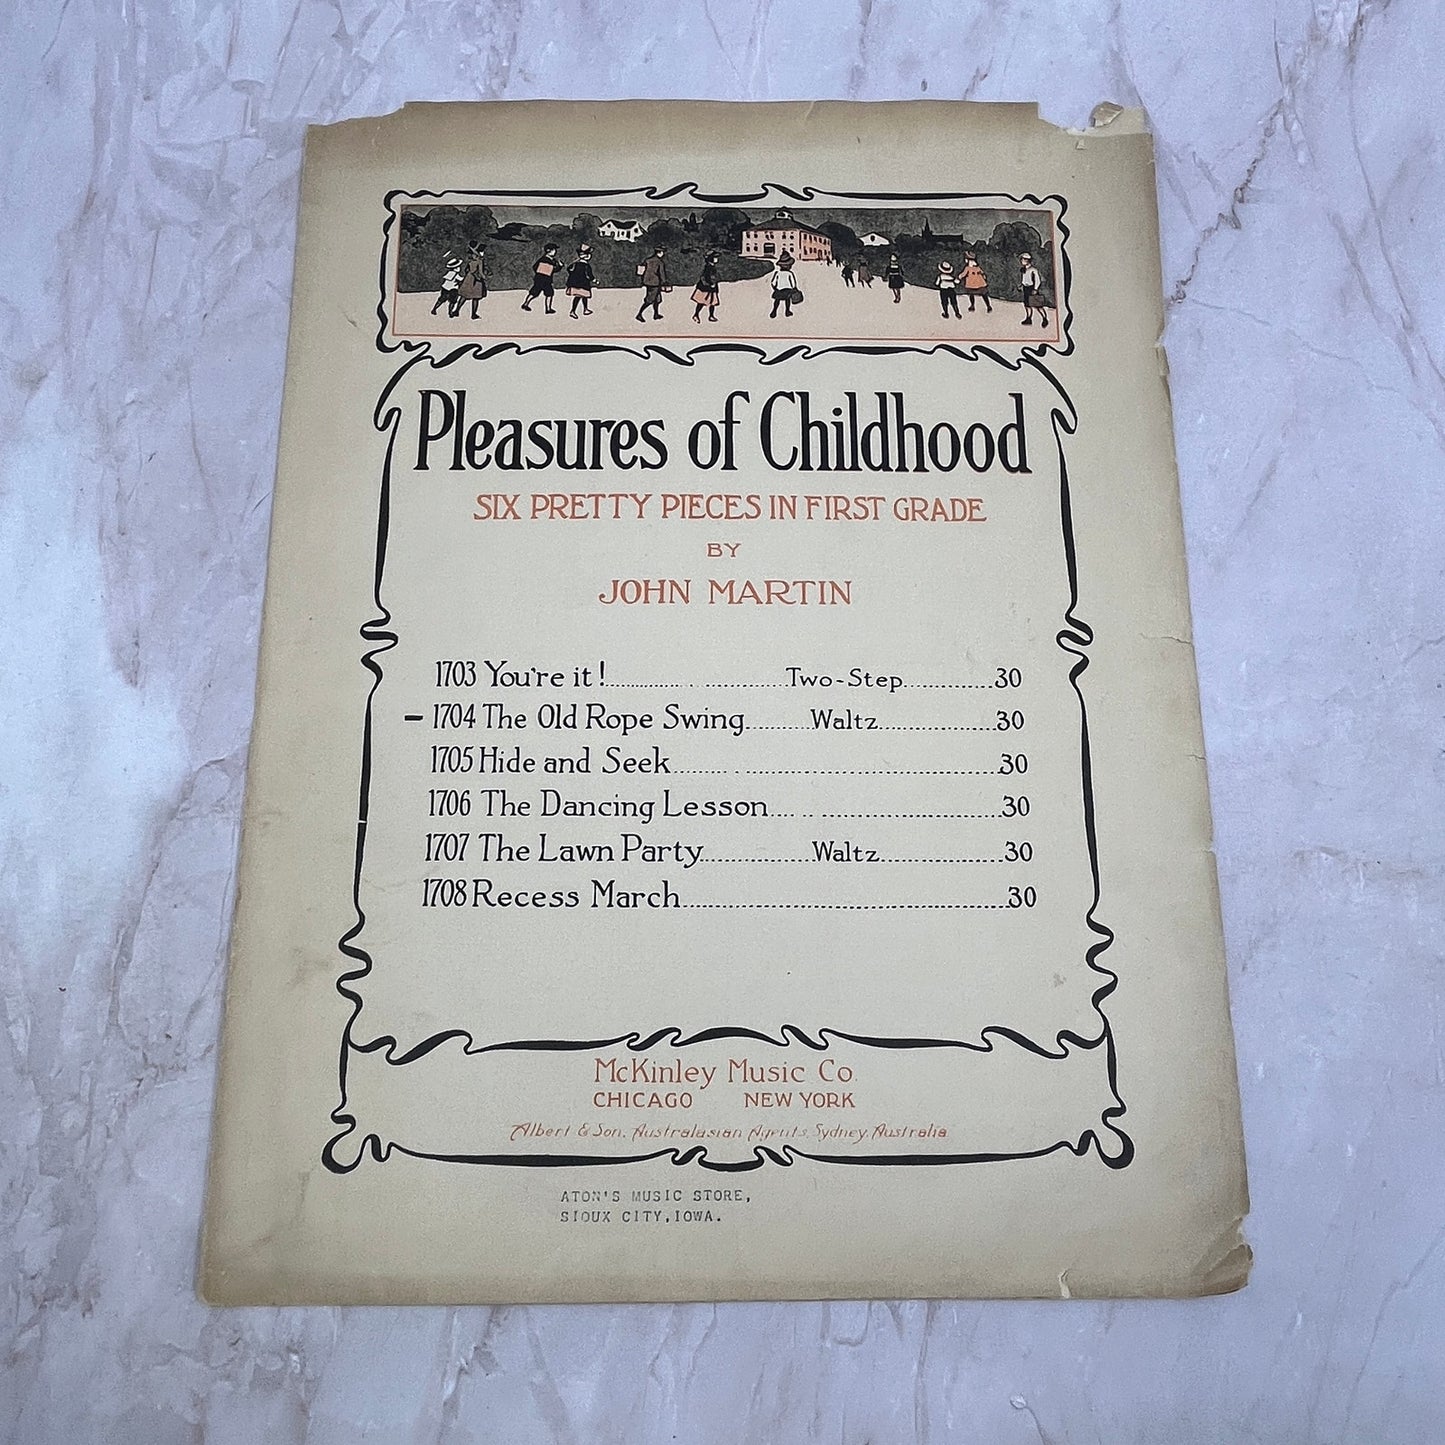 Pleasures of Childhood
SIX PRETTY PIECES IN FIRST GRADE
BY
JOHN MARTIN
1703 You're it! Two-Step 30
- 1704 The Old Rope Swing Waltz 30
1705 Hide and Seek 30
1706 The Dancing Lesson 30
1707 The Lawn Party Waltz 30
1708 Recess March 30
McKinley Music Co.
CHICAGO NEW YORK
Albert & Son, Australasian Agents, Sydney, Australia
ATON'S MUSIC STORE,
SIOUX CITY, IOWA.